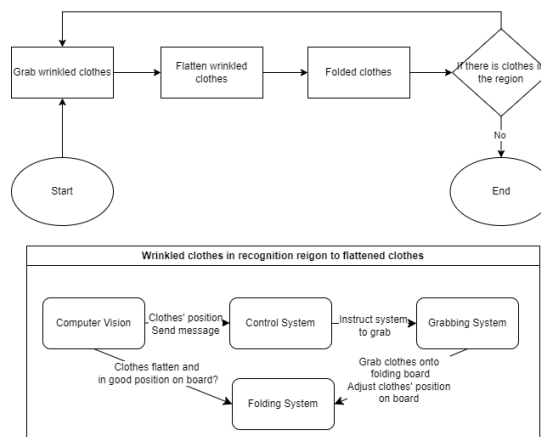 Grab wrinkled clothes
Flatten wrinkled
clothes
Folded clothes
If there is clothes in
the region
No
Start
End
Wrinkled clothes in recognition reigon to flattened clothes
Computer Vision
Clothes' position
Send message
Control System
Instruct system
to grab
Grabbing System
Clothes flatten and
in good position on board?
Grab clothes onto
folding board
Adjust clothes' position
on board
Folding System